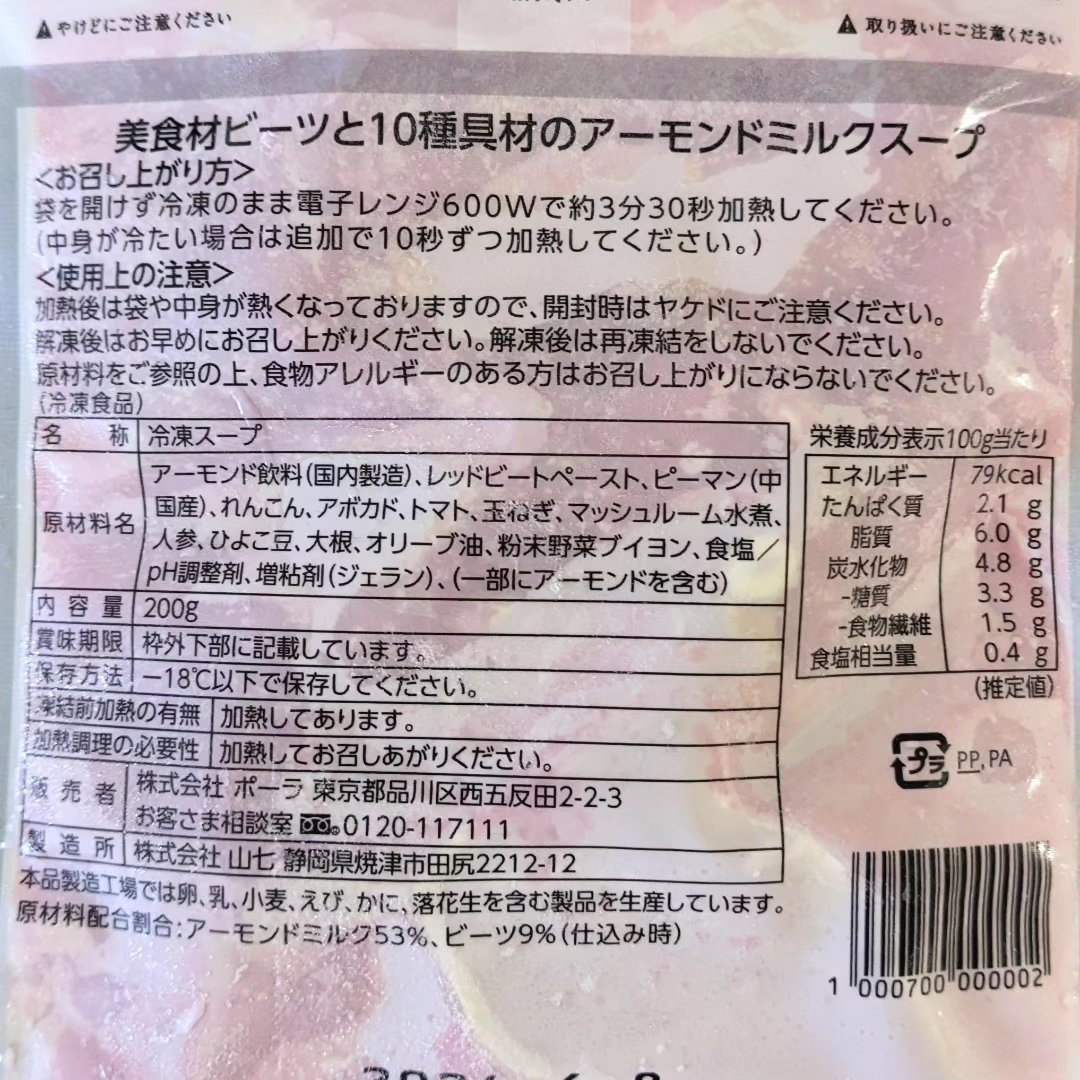 ⚠やけどにご注意ください
⚠取り扱いにご注意ください
美食材ビーツと10種具材のアーモンドミルクスープ
<お召し上がり方>
袋を開けず冷凍のまま電子レンジ600Wで約3分30秒加熱してください。
(中身が冷たい場合は追加で10秒ずつ加熱してください。)
<使用上の注意>
加熱後は袋や中身が熱くなっておりますので、開封時はヤケドにご注意ください。
解凍後はお早めにお召し上がりください。解凍後は再凍結をしないでください。
原材料をご参照の上、食物アレルギーのある方はお召し上がりにならないでください。
(冷凍食品)
名称 冷凍スープ
原材料名 アーモンド飲料(国内製造)、レッドビートペースト、ピーマン(中
国産)、れんこん、アボカド、トマト、玉ねぎ、マッシュルーム水煮、
人参、ひよこ豆、大根、オリーブ油、粉末野菜ブイヨン、食塩/
pH調整剤、増粘剤(ジェラン)、(一部にアーモンドを含む)
内容量 200g
賞味期限 枠外下部に記載しています。
保存方法 -18℃以下で保存してください。
凍結前加熱の有無 加熱してあります。
加熱調理の必要性 加熱してお召しあがりください。
販売者 株式会社 ポーラ 東京都品川区西五反田2-2-3
お客さま相談室 0120-117111
製造所 株式会社 山七 静岡県焼津市田尻2212-12
本品製造工場では卵、乳、小麦、えび、かに、落花生を含む製品を生産しています。
原材料配合割合:アーモンドミルク53%、ビーツ9%(仕込み時)
栄養成分表示100g当たり
エネルギー 79kcal
たんぱく質 2.1 g
脂質 6.0 g
炭水化物 4.8 g
-糖質 3.3 g
-食物繊維 1.5 g
食塩相当量 0.4 g
(推定値)
プラ PP,PA
1 000700 000002